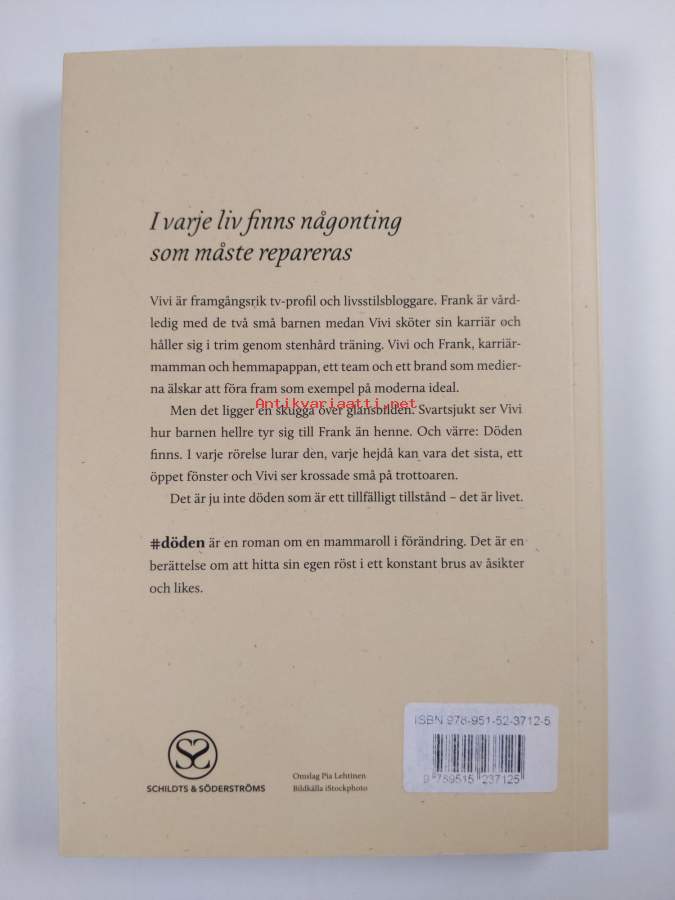 I varje liv finns någonting
som måste repareras
Vivi är framgångsrik tv-profil och livsstilsbloggare. Frank är vård-
ledig med de två små barnen medan Vivi sköter sin karriär och
håller sig i trim genom stenhård träning. Vivi och Frank, karriär-
mamman och hemmapappan, ett team och ett brand som medier-
na älskar att föra fram som exempel på moderna ideal.
Antikvariaatti.net
Men det ligger en skugga över glansbilden. Svartsjukt ser Vivi
hur barnen hellre tyr sig till Frank än henne. Och värre: Döden
finns. I varje rörelse lurar den, varje hejdå kan vara det sista, ett
öppet fönster och Vivi ser krossade små på trottoaren.
Det är ju inte döden som är ett tillfälligt tillstånd – det är livet.
#döden är en roman om en mammaroll i förändring. Det är en
berättelse om att hitta sin egen röst i ett konstant brus av åsikter
och likes.
SCHILDTS & SÖDERSTRÖMS
Omslag Pia Lehtinen
Bildkälla iStockphoto
ISBN 978-951-52-3712-5
9 789515 237125